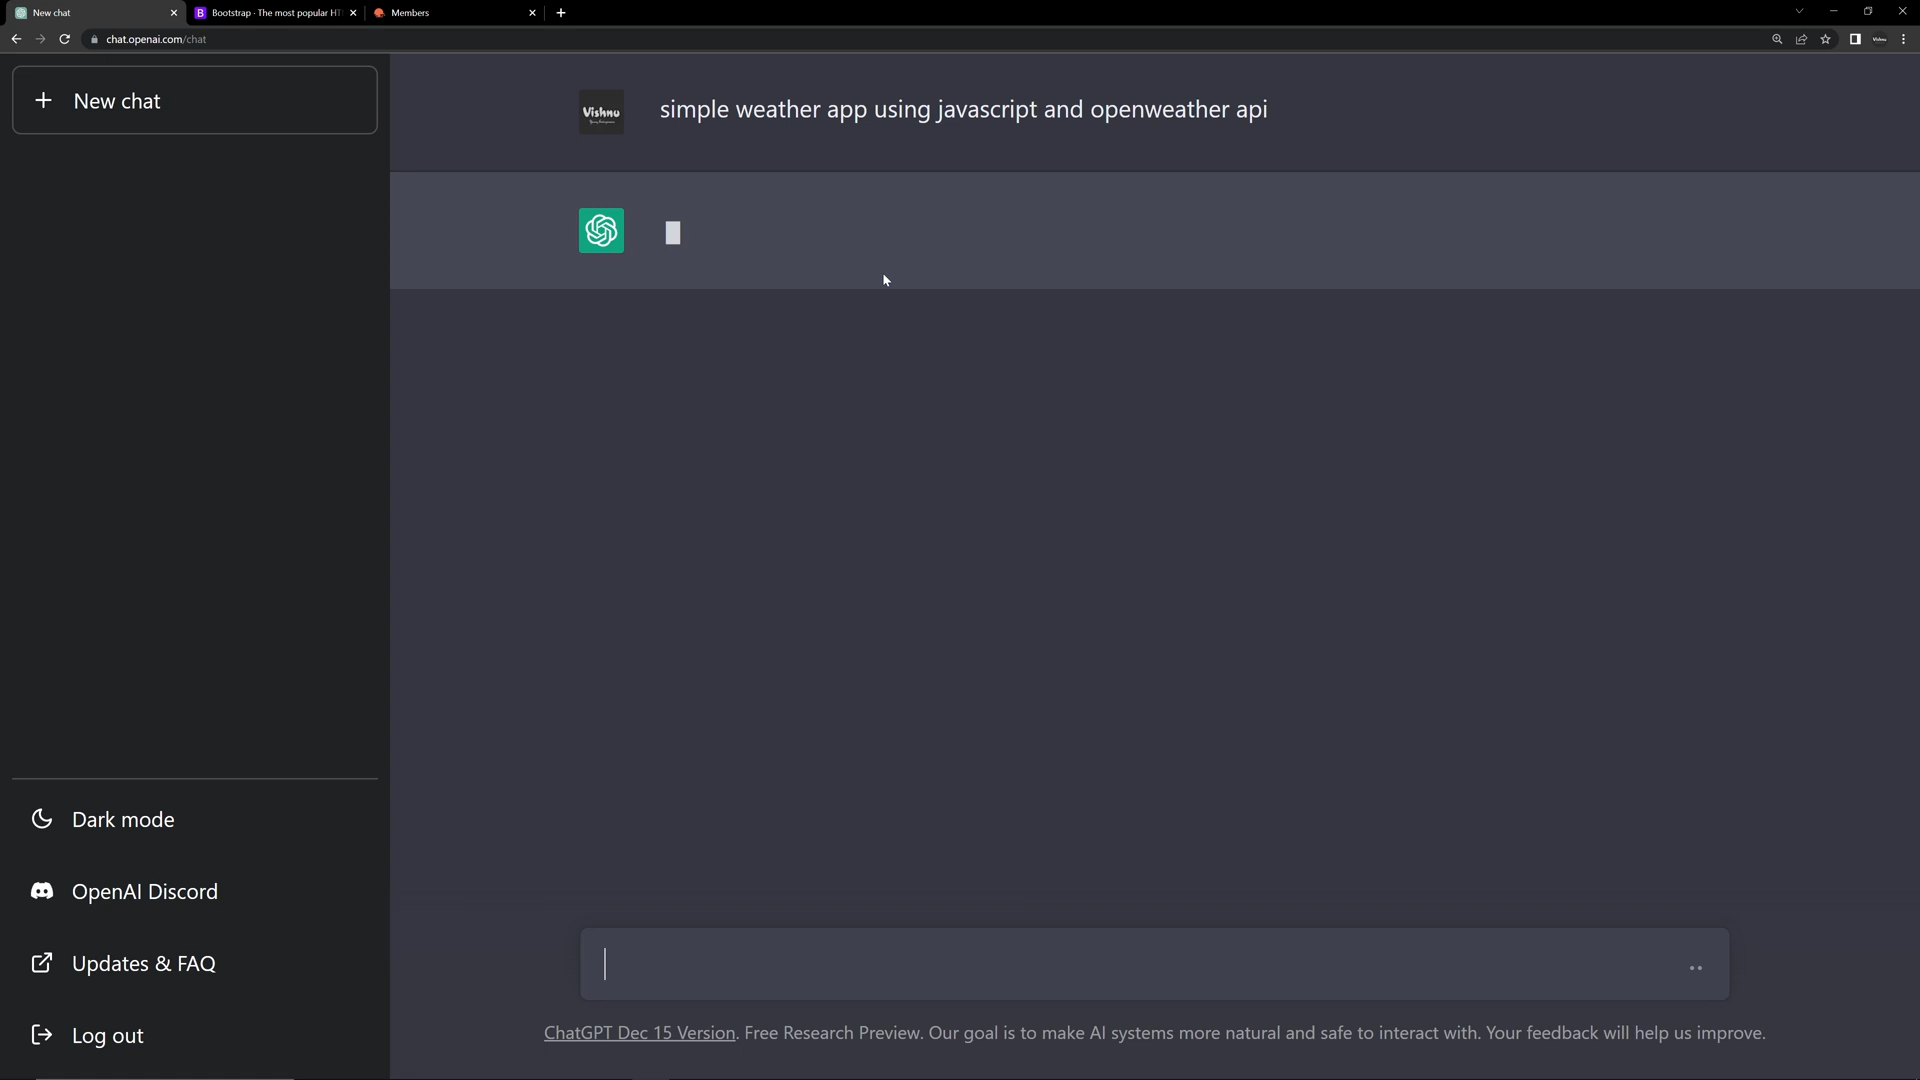 New chat
Bootstrap · The most popular HT
Members
chat.openai.com/chat
New chat
Vishnu
simple weather app using javascript and openweather api
Dark mode
OpenAI Discord
Updates & FAQ
Log out
ChatGPT Dec 15 Version. Free Research Preview. Our goal is to make AI systems more natural and safe to interact with. Your feedback will help us improve.